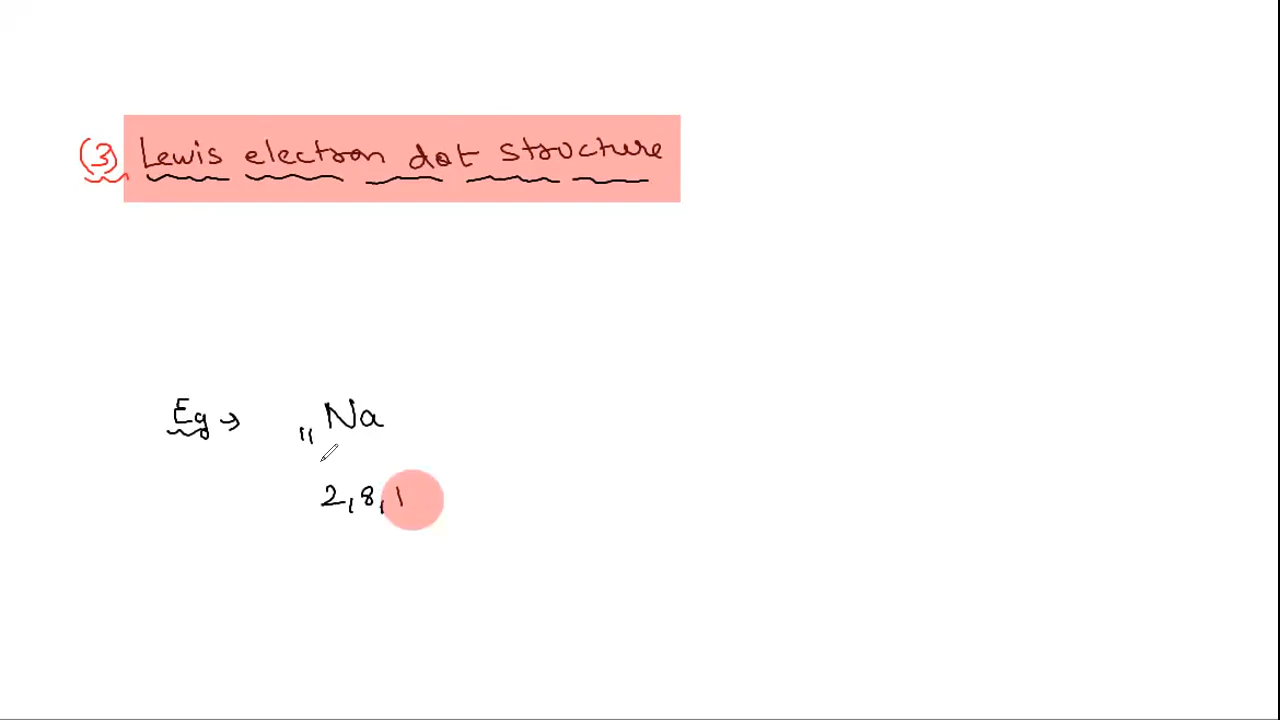 (3) Lewis electron dot structure
Eg → ₁₁Na
2,8,1